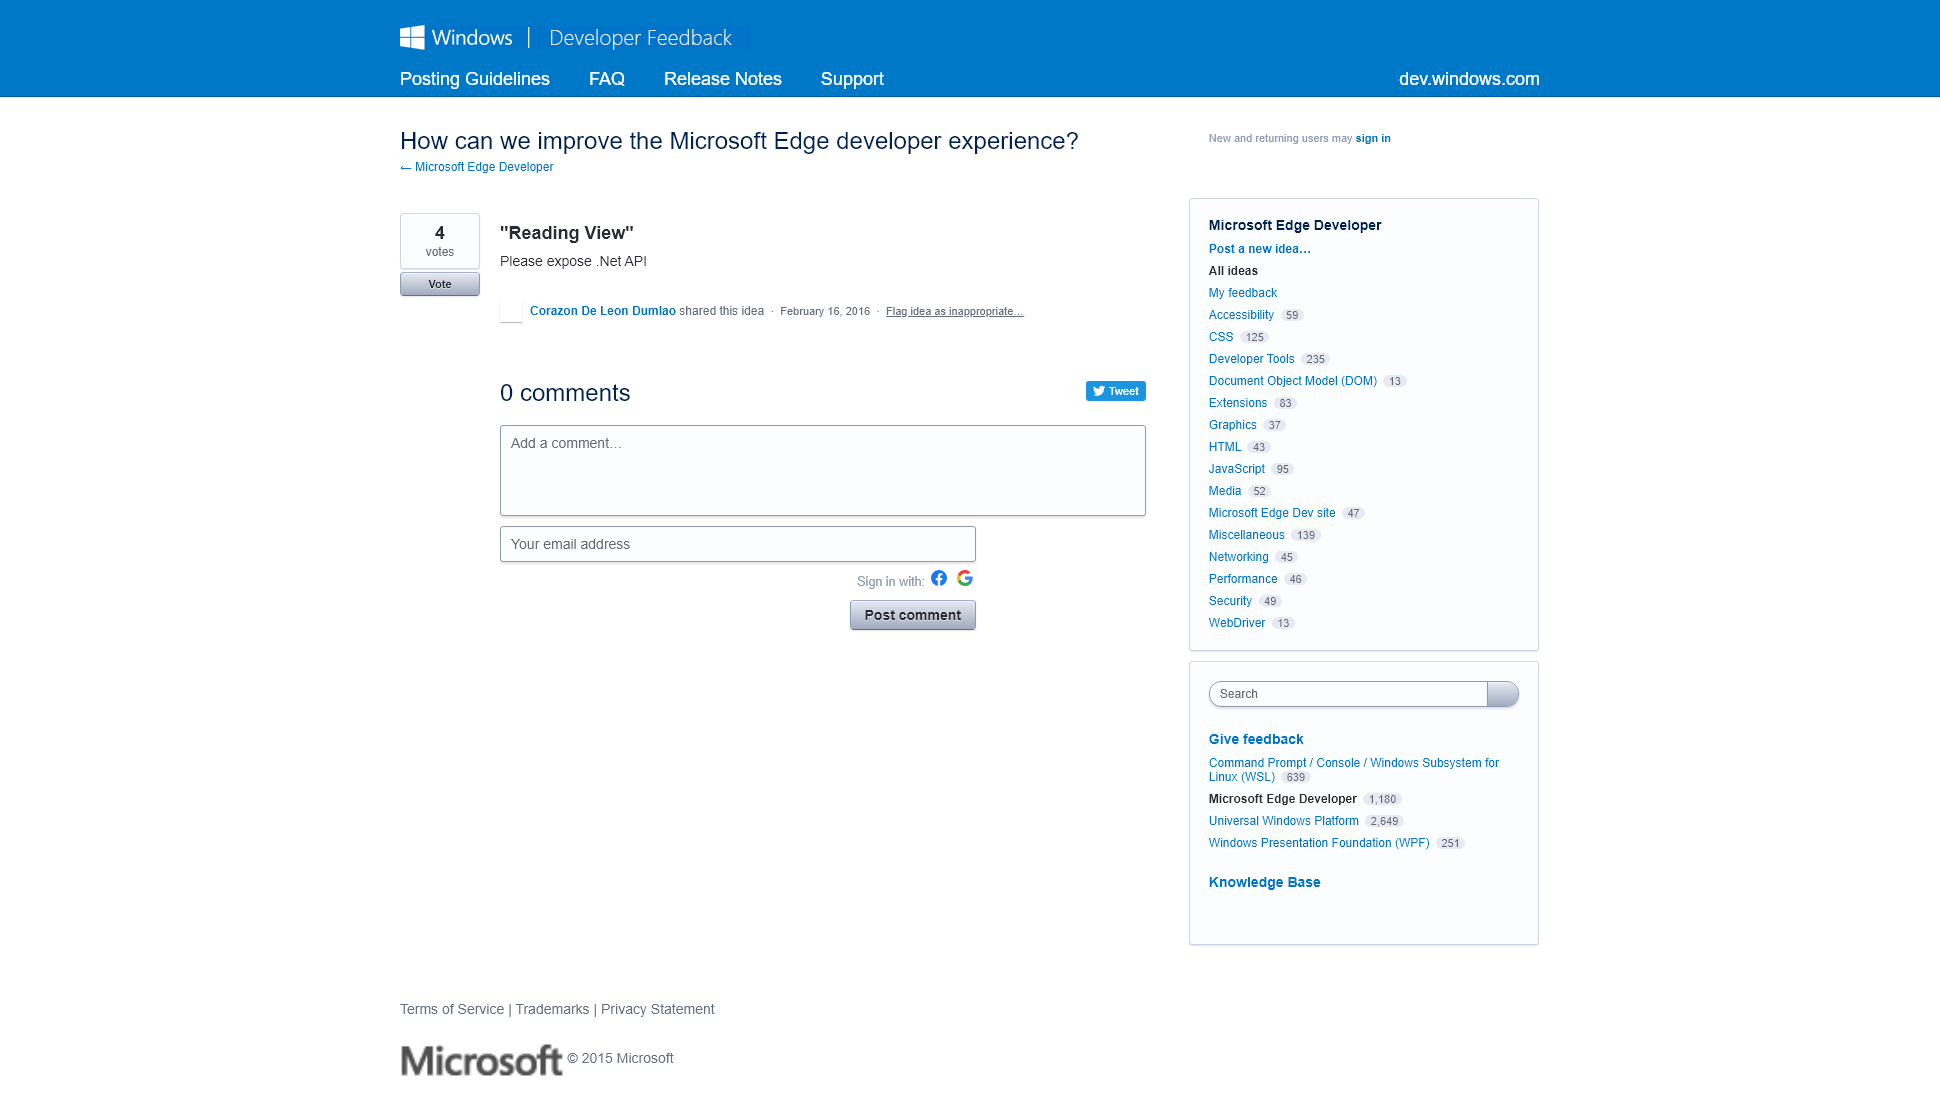 Windows | Developer Feedback
Posting Guidelines FAQ Release Notes Support dev.windows.com
How can we improve the Microsoft Edge developer experience?
← Microsoft Edge Developer
New and returning users may sign in
4
votes
Vote
"Reading View"
Please expose .Net API
Corazon De Leon Dumlao shared this idea · February 16, 2016 · Flag idea as inappropriate…
0 comments
Tweet
Add a comment…
Your email address
Sign in with:
Post comment
Microsoft Edge Developer
Post a new idea…
All ideas
My feedback
Accessibility 59
CSS 125
Developer Tools 235
Document Object Model (DOM) 13
Extensions 83
Graphics 37
HTML 43
JavaScript 95
Media 52
Microsoft Edge Dev site 47
Miscellaneous 139
Networking 45
Performance 46
Security 49
WebDriver 13
Search
Give feedback
Command Prompt / Console / Windows Subsystem for
Linux (WSL) 639
Microsoft Edge Developer 1,180
Universal Windows Platform 2,649
Windows Presentation Foundation (WPF) 251
Knowledge Base
Terms of Service | Trademarks | Privacy Statement
Microsoft © 2015 Microsoft